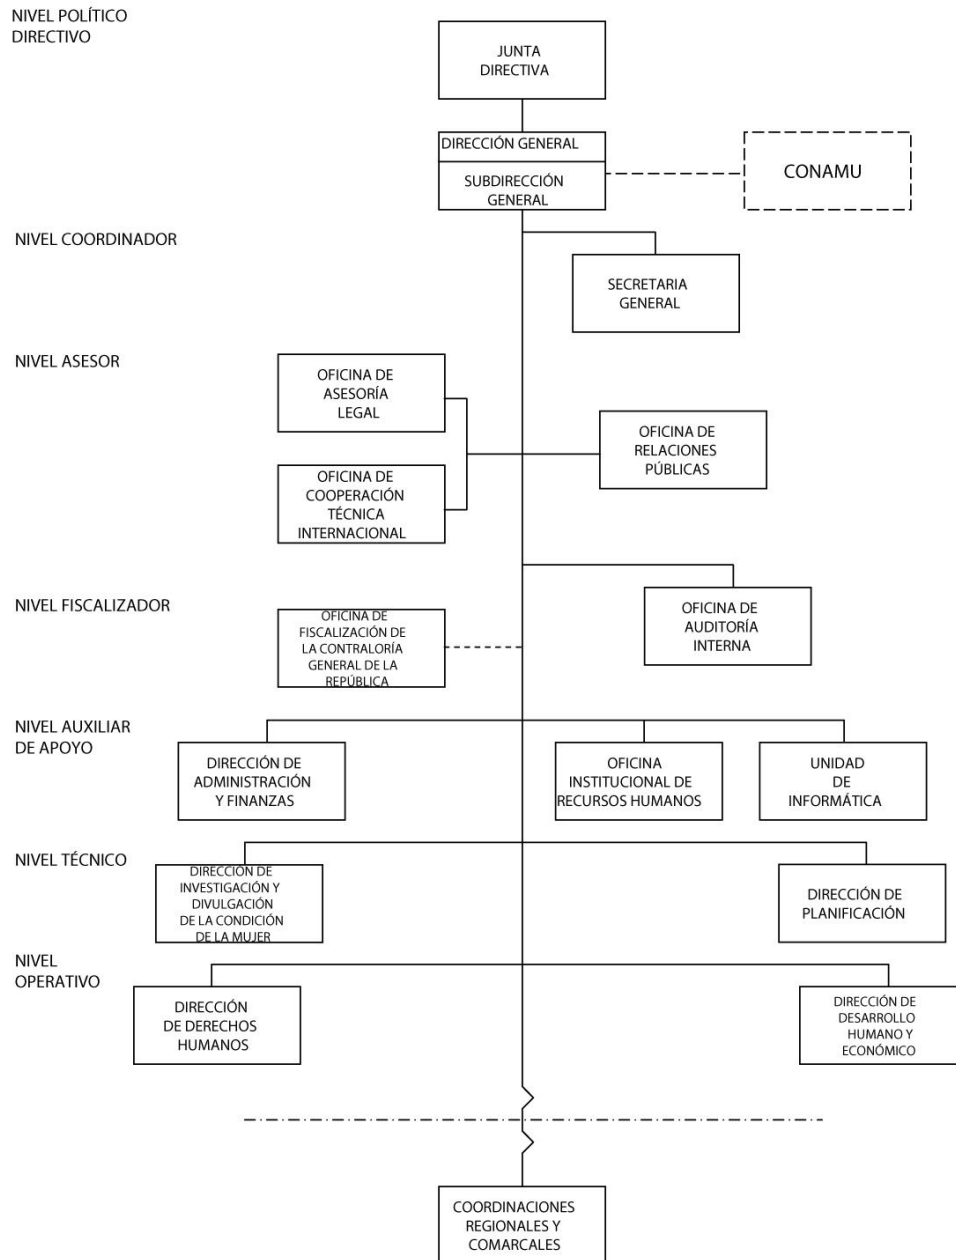 NIVEL POLÍTICO
DIRECTIVO
JUNTA
DIRECTIVA
DIRECCIÓN GENERAL
SUBDIRECCIÓN
GENERAL
CONAMU
NIVEL COORDINADOR
SECRETARIA
GENERAL
NIVEL ASESOR
OFICINA DE
ASESORÍA
LEGAL
OFICINA DE
RELACIONES
PÚBLICAS
OFICINA DE
COOPERACIÓN
TÉCNICA
INTERNACIONAL
NIVEL FISCALIZADOR
OFICINA DE
FISCALIZACIÓN DE
LA CONTRALORÍA
GENERAL DE LA
REPÚBLICA
OFICINA DE
AUDITORÍA
INTERNA
NIVEL AUXILIAR
DE APOYO
DIRECCIÓN DE
ADMINISTRACIÓN
Y FINANZAS
OFICINA
INSTITUCIONAL DE
RECURSOS HUMANOS
UNIDAD
DE
INFORMÁTICA
NIVEL TÉCNICO
DIRECCIÓN DE
INVESTIGACIÓN Y
DIVULGACIÓN
DE LA CONDICIÓN
DE LA MUJER
DIRECCIÓN DE
PLANIFICACIÓN
NIVEL
OPERATIVO
DIRECCIÓN
DE DERECHOS
HUMANOS
DIRECCIÓN DE
DESARROLLO
HUMANO Y
ECONÓMICO
COORDINACIONES
REGIONALES Y
COMARCALES